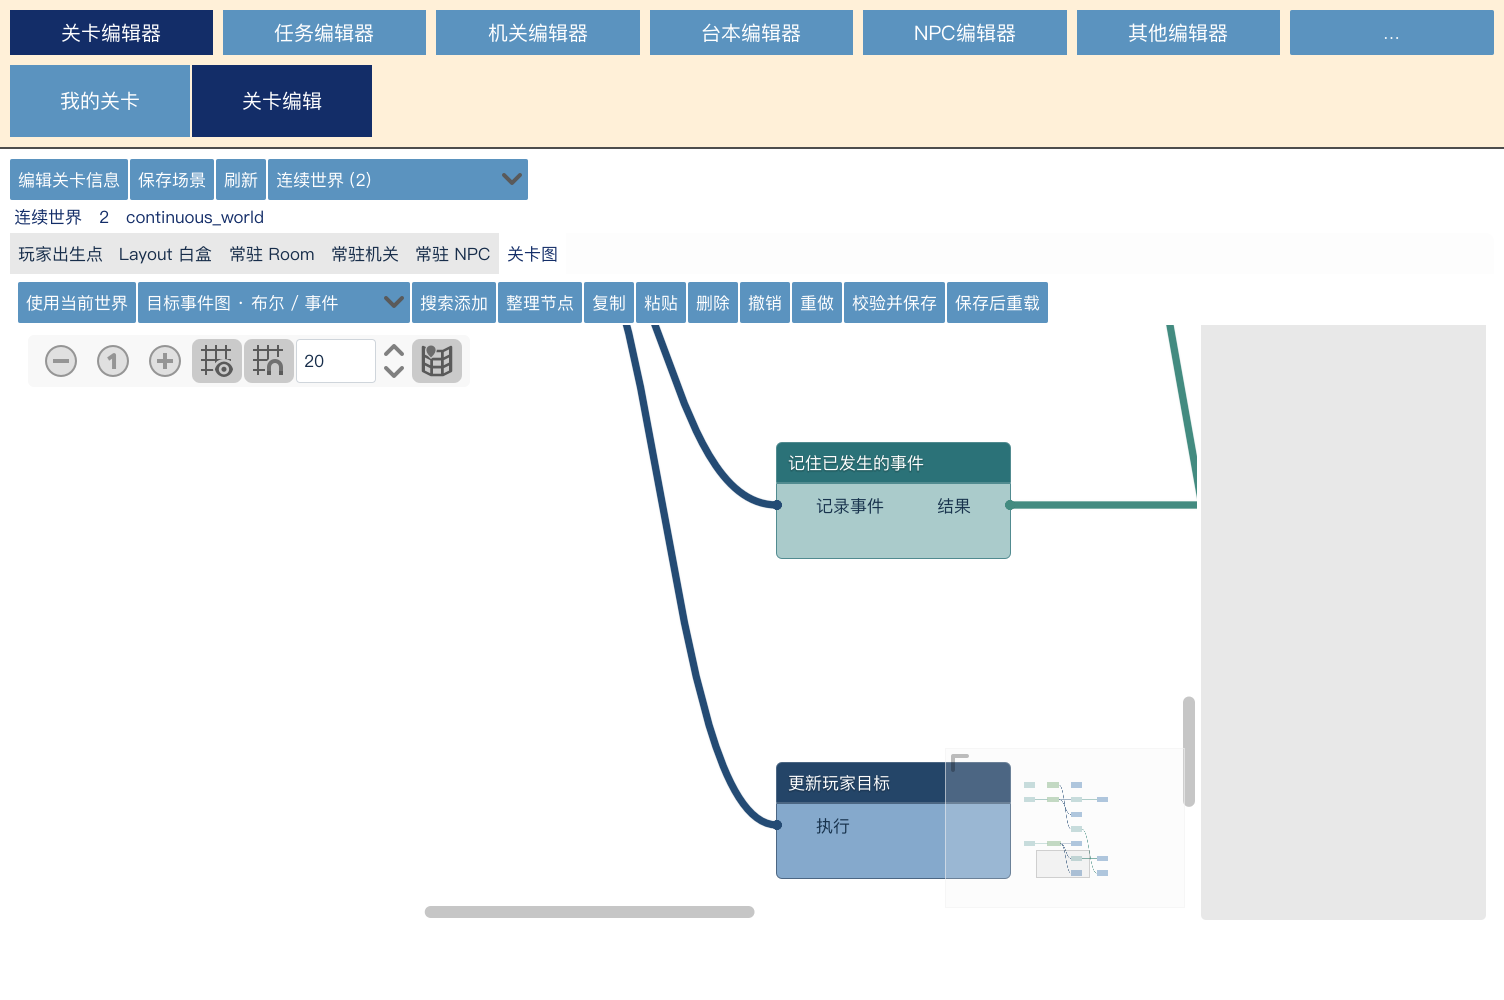 关卡编辑器 任务编辑器 机关编辑器 台本编辑器 NPC编辑器 其他编辑器 ...
我的关卡 关卡编辑
编辑关卡信息 保存场景 刷新 连续世界 (2)
连续世界 2 continuous_world
玩家出生点 Layout 白盒 常驻 Room 常驻机关 常驻 NPC 关卡图
使用当前世界 目标事件图 · 布尔 / 事件 搜索添加 整理节点 复制 粘贴 删除 撤销 重做 校验并保存 保存后重载
1 20
记住已发生的事件
记录事件 结果
更新玩家目标
执行